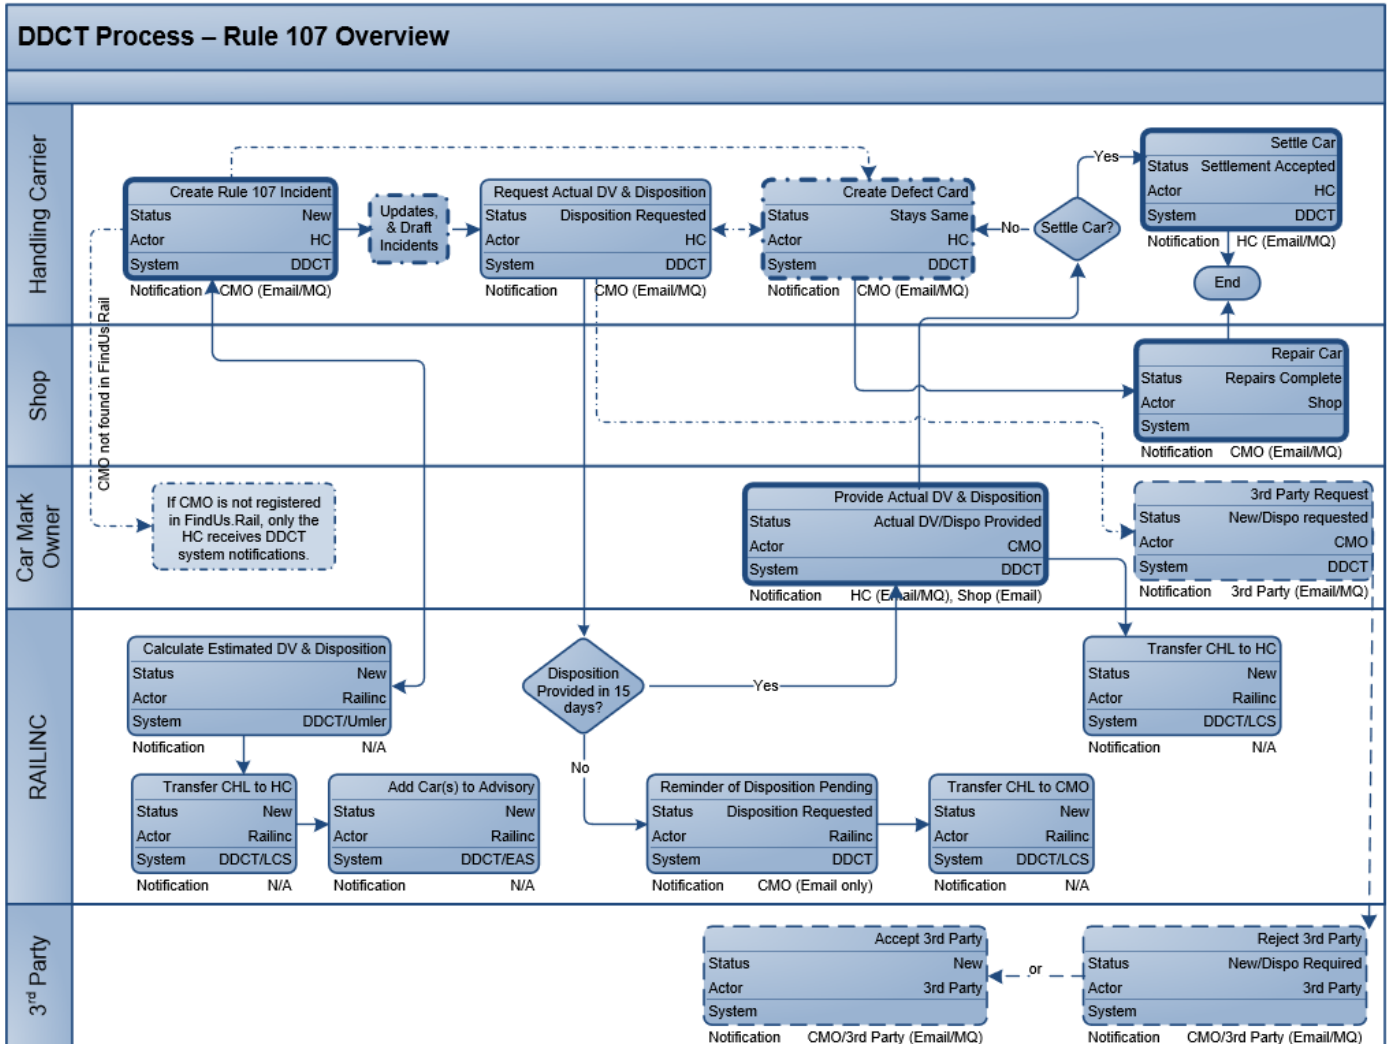 DDCT Process – Rule 107 Overview
Handling Carrier
Create Rule 107 Incident
Status New
Actor HC
System DDCT
Notification CMO (Email/MQ)
Updates,
& Draft
Incidents
Request Actual DV & Disposition
Status Disposition Requested
Actor HC
System DDCT
Notification CMO (Email/MQ)
Create Defect Card
Status Stays Same
Actor HC
System DDCT
Notification CMO (Email/MQ)
No
Settle Car?
Yes
Settle Car
Status Settlement Accepted
Actor HC
System DDCT
Notification HC (Email/MQ)
End
CMO not found in FindUs.Rail
Shop
Repair Car
Status Repairs Complete
Actor Shop
System
Notification CMO (Email/MQ)
Car Mark
Owner
If CMO is not registered
in FindUs.Rail, only the
HC receives DDCT
system notifications.
Provide Actual DV & Disposition
Status Actual DV/Dispo Provided
Actor CMO
System DDCT
Notification HC (Email/MQ), Shop (Email)
3rd Party Request
Status New/Dispo requested
Actor CMO
System DDCT
Notification 3rd Party (Email/MQ)
RAILINC
Calculate Estimated DV & Disposition
Status New
Actor Railinc
System DDCT/Umler
Notification N/A
Disposition
Provided in 15
days?
Yes
No
Transfer CHL to HC
Status New
Actor Railinc
System DDCT/LCS
Notification N/A
Transfer CHL to HC
Status New
Actor Railinc
System DDCT/LCS
Notification N/A
Add Car(s) to Advisory
Status New
Actor Railinc
System DDCT/EAS
Notification N/A
Reminder of Disposition Pending
Status Disposition Requested
Actor Railinc
System DDCT
Notification CMO (Email only)
Transfer CHL to CMO
Status New
Actor Railinc
System DDCT/LCS
Notification N/A
3rd Party
Accept 3rd Party
Status New
Actor 3rd Party
System
Notification CMO/3rd Party (Email/MQ)
or
Reject 3rd Party
Status New/Dispo Required
Actor 3rd Party
System
Notification CMO/3rd Party (Email/MQ)